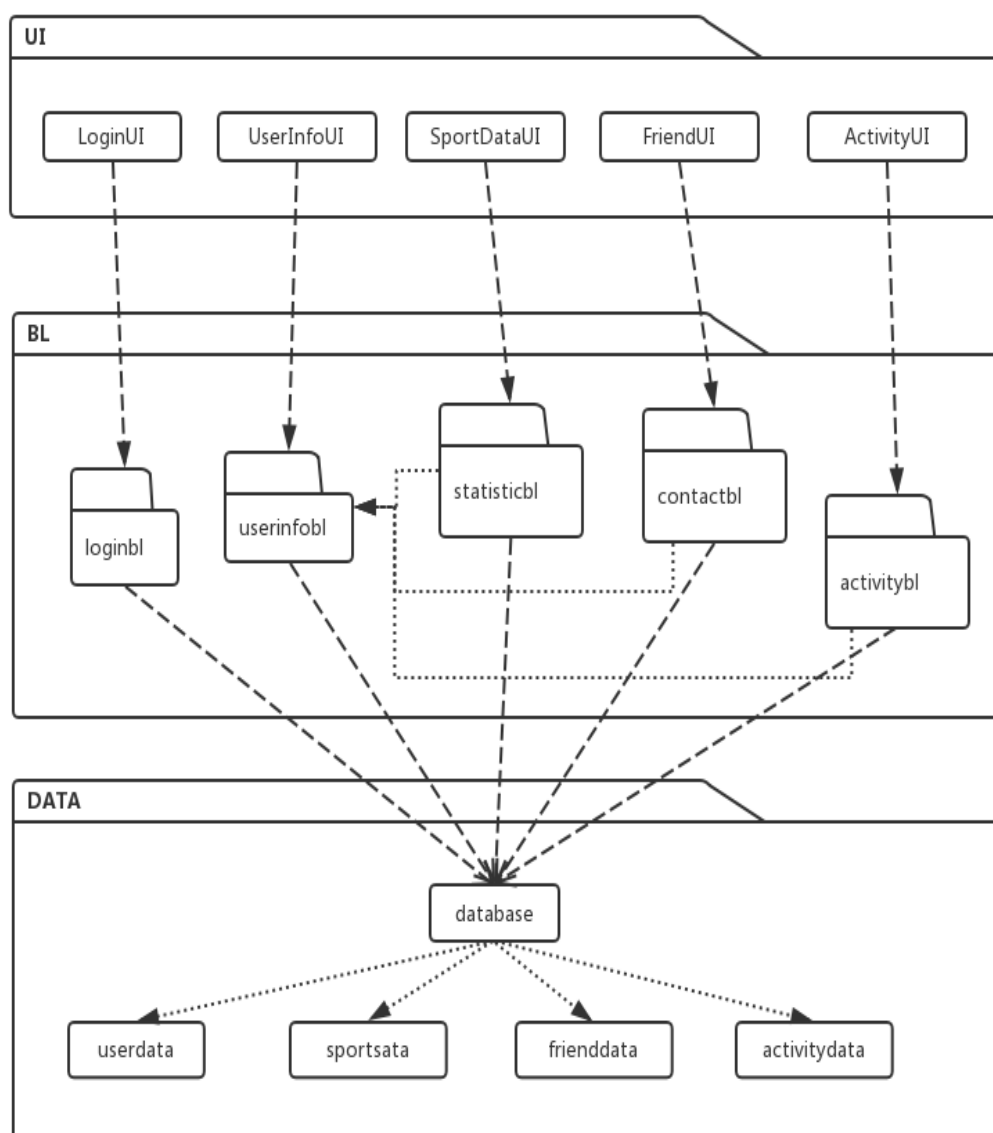 UI
LoginUI
UserInfoUI
SportDataUI
FriendUI
ActivityUI
BL
loginbl
userinfobl
statisticbl
contactbl
activitybl
DATA
database
userdata
sportsata
frienddata
activitydata